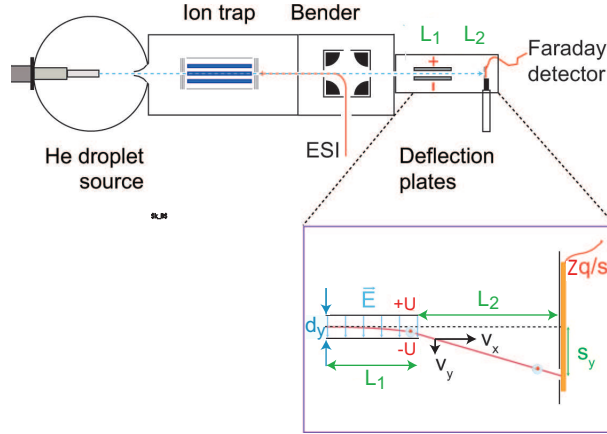 Ion trap
Bender
L1
L2
Faraday
detector
+
-
ESI
He droplet
source
Deflection
plates
Zq/s
E
+U
L2
dy
vx
-U
vy
sy
L1